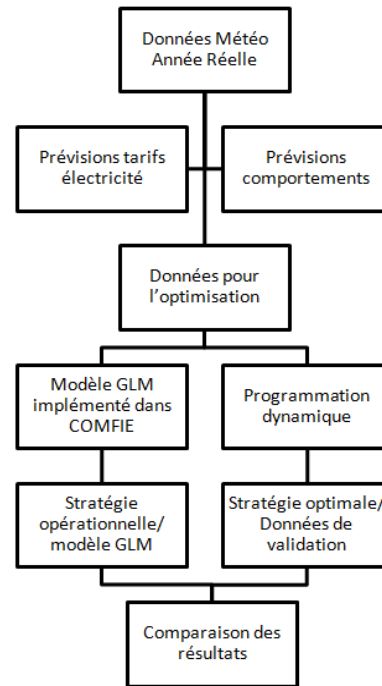 Données Météo
Année Réelle
Prévisions tarifs
électricité
Prévisions
comportements
Données pour
l'optimisation
Modèle GLM
implémenté dans
COMFIE
Programmation
dynamique
Stratégie
opérationnelle/
modèle GLM
Stratégie optimale/
Données de
validation
Comparaison des
résultats